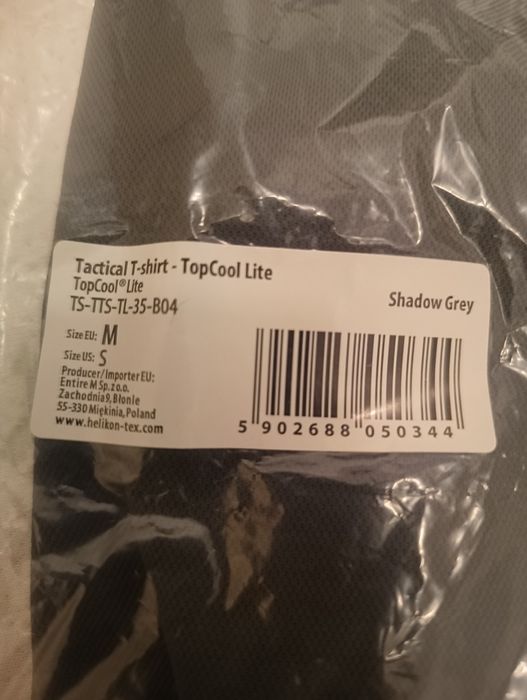 Tactical T-shirt - TopCool Lite
TopCool® Lite
TS-TTS-TL-35-B04
Shadow Grey
Size EU: M
Size US: S
Producer/Importer EU:
Entire M Sp. z o.o.
Zachodnia 9, Błonie
55-330 Miękinia, Poland
www.helikon-tex.com
5 902688 050344